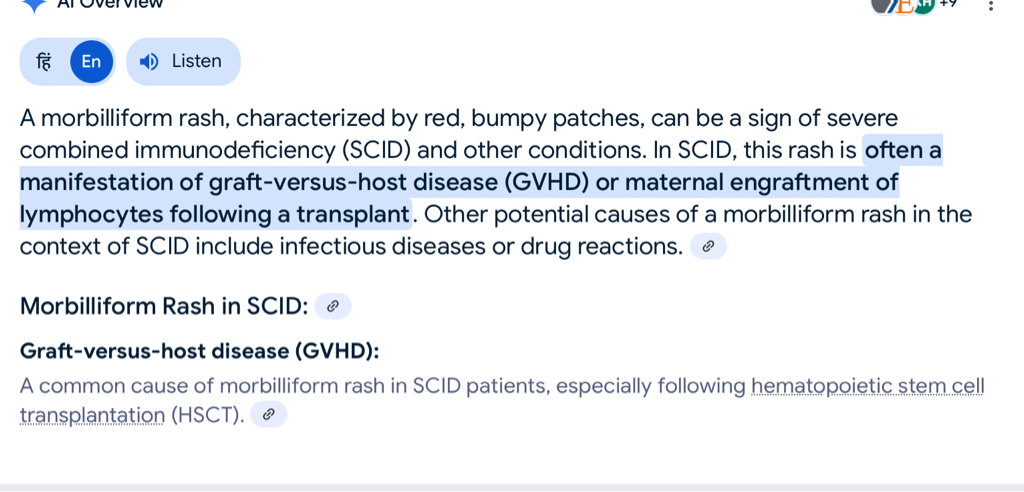 AI Overview
+9
हिं
En
Listen
A morbilliform rash, characterized by red, bumpy patches, can be a sign of severe
combined immunodeficiency (SCID) and other conditions. In SCID, this rash is often a
manifestation of graft-versus-host disease (GVHD) or maternal engraftment of
lymphocytes following a transplant. Other potential causes of a morbilliform rash in the
context of SCID include infectious diseases or drug reactions.
Morbilliform Rash in SCID:
Graft-versus-host disease (GVHD):
A common cause of morbilliform rash in SCID patients, especially following hematopoietic stem cell
transplantation (HSCT).